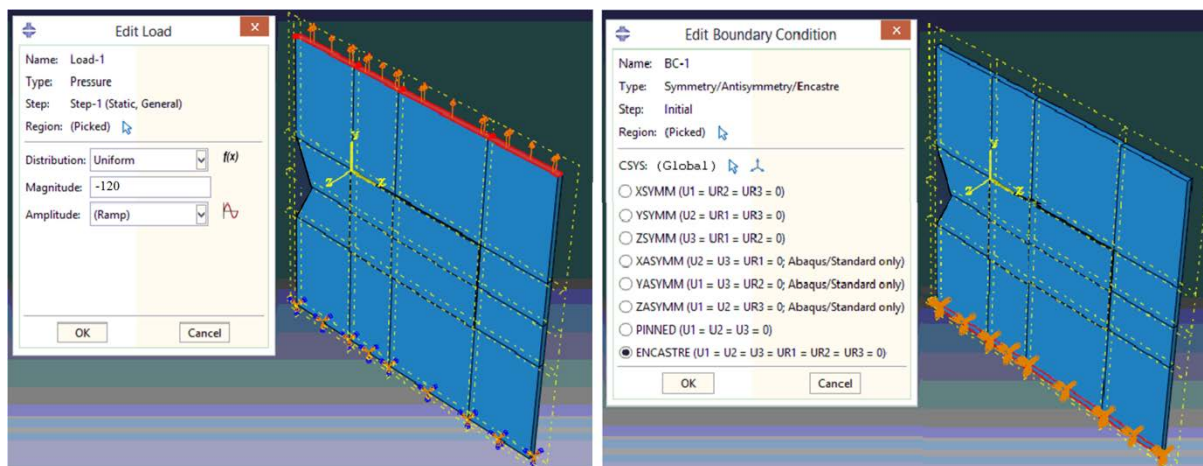 Edit Load
x
Name: Load-1
Type: Pressure
Step: Step-1 (Static, General)
Region: (Picked)
Distribution: Uniform f(x)
Magnitude: -120
Amplitude: (Ramp)
OK Cancel
Y
Z
X
Edit Boundary Condition
x
Name: BC-1
Type: Symmetry/Antisymmetry/Encastre
Step: Initial
Region: (Picked)
CSYS: (Global)
XSYMM (U1 = UR2 = UR3 = 0)
YSYMM (U2 = UR1 = UR3 = 0)
ZSYMM (U3 = UR1 = UR2 = 0)
XASYMM (U2 = U3 = UR1 = 0; Abaqus/Standard only)
YASYMM (U1 = U3 = UR2 = 0; Abaqus/Standard only)
ZASYMM (U1 = U2 = UR3 = 0; Abaqus/Standard only)
PINNED (U1 = U2 = U3 = 0)
ENCASTRE (U1 = U2 = U3 = UR1 = UR2 = UR3 = 0)
OK Cancel
Y
Z
X